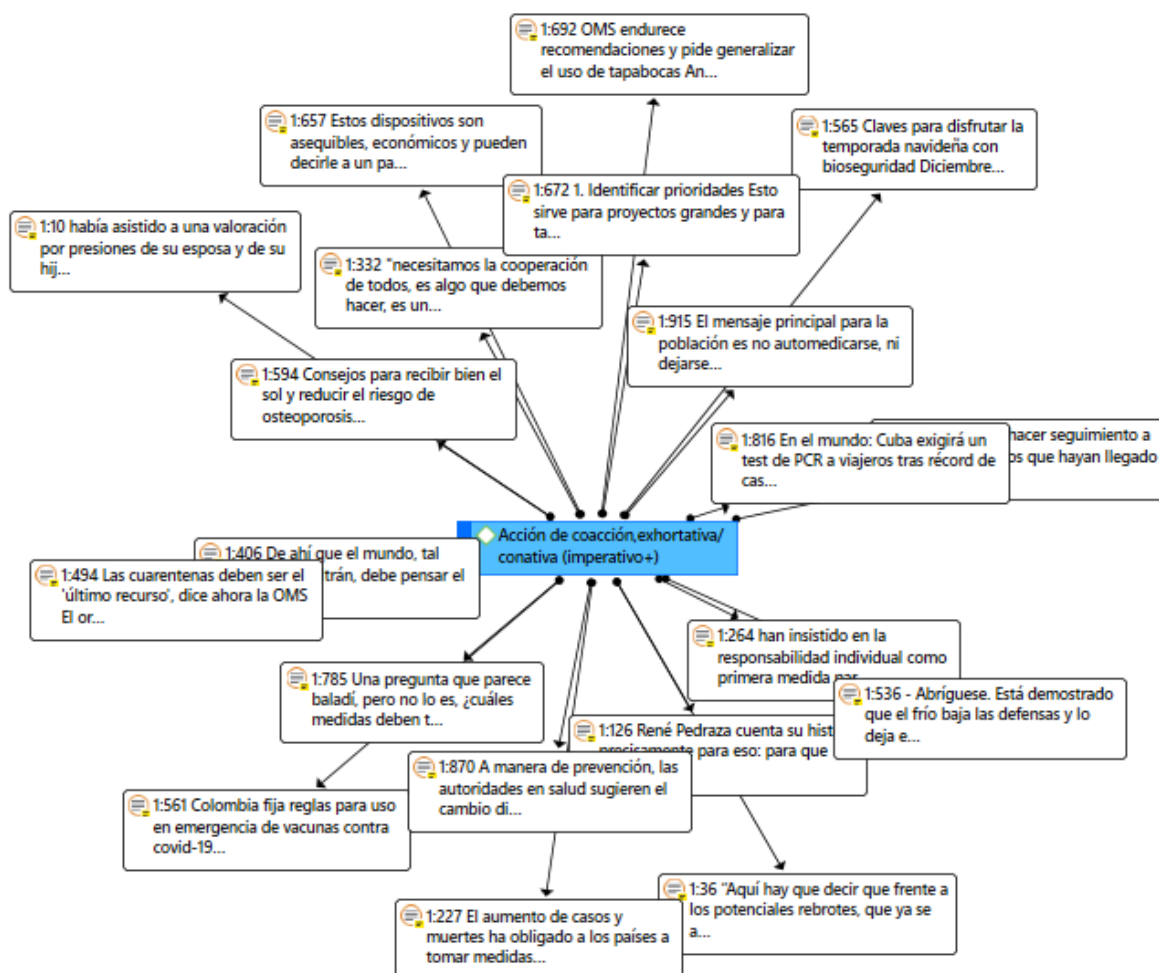 1:692 OMS endurece
recomendaciones y pide generalizar
el uso de tapabocas An...
1:657 Estos dispositivos son
asequibles, económicos y pueden
decirle a un pa...
1:565 Claves para disfrutar la
temporada navideña con
bioseguridad Diciembre...
1:672 1. Identificar prioridades Esto
sirve para proyectos grandes y para
ta...
1:10 había asistido a una valoración
por presiones de su esposa y de su
hij...
1:332 "necesitamos la cooperación
de todos, es algo que debemos
hacer, es un...
1:915 El mensaje principal para la
población es no automedicarse, ni
dejarse...
1:594 Consejos para recibir bien el
sol y reducir el riesgo de
osteoporosis...
1:816 En el mundo: Cuba exigirá un
test de PCR a viajeros tras récord de
cas...
hacer seguimiento a
os que hayan llegado
Acción de coacción,exhortativa/
conativa (imperativo+)
1:406 De ahí que el mundo, tal
trán, debe pensar el
1:494 Las cuarentenas deben ser el
'último recurso', dice ahora la OMS
El or...
1:264 han insistido en la
responsabilidad individual como
primera medida par
1:785 Una pregunta que parece
baladí, pero no lo es, ¿cuáles
medidas deben t...
1:536 - Abríguese. Está demostrado
que el frío baja las defensas y lo
deja e...
1:126 René Pedraza cuenta su hist
precisamente para eso: para que
1:870 A manera de prevención, las
autoridades en salud sugieren el
cambio di...
1:561 Colombia fija reglas para uso
en emergencia de vacunas contra
covid-19...
1:36 "Aquí hay que decir que frente a
los potenciales rebrotes, que ya se
a...
1:227 El aumento de casos y
muertes ha obligado a los países a
tomar medidas...